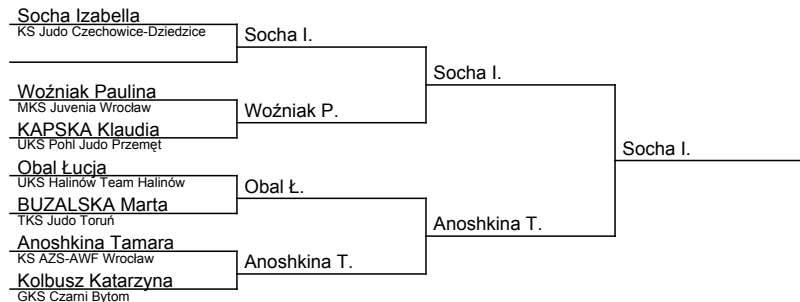 Socha Izabella
KS Judo Czechowice-Dziedzice
Socha I.
Socha I.
Woźniak Paulina
MKS Juvenia Wrocław
Woźniak P.
KAPSKA Klaudia
UKS Pohl Judo Przemęt
Socha I.
Obal Łucja
UKS Halinów Team Halinów
Obal Ł.
BUZALSKA Marta
TKS Judo Toruń
Anoshkina T.
Anoshkina Tamara
KS AZS-AWF Wrocław
Anoshkina T.
Kolbusz Katarzyna
GKS Czarni Bytom